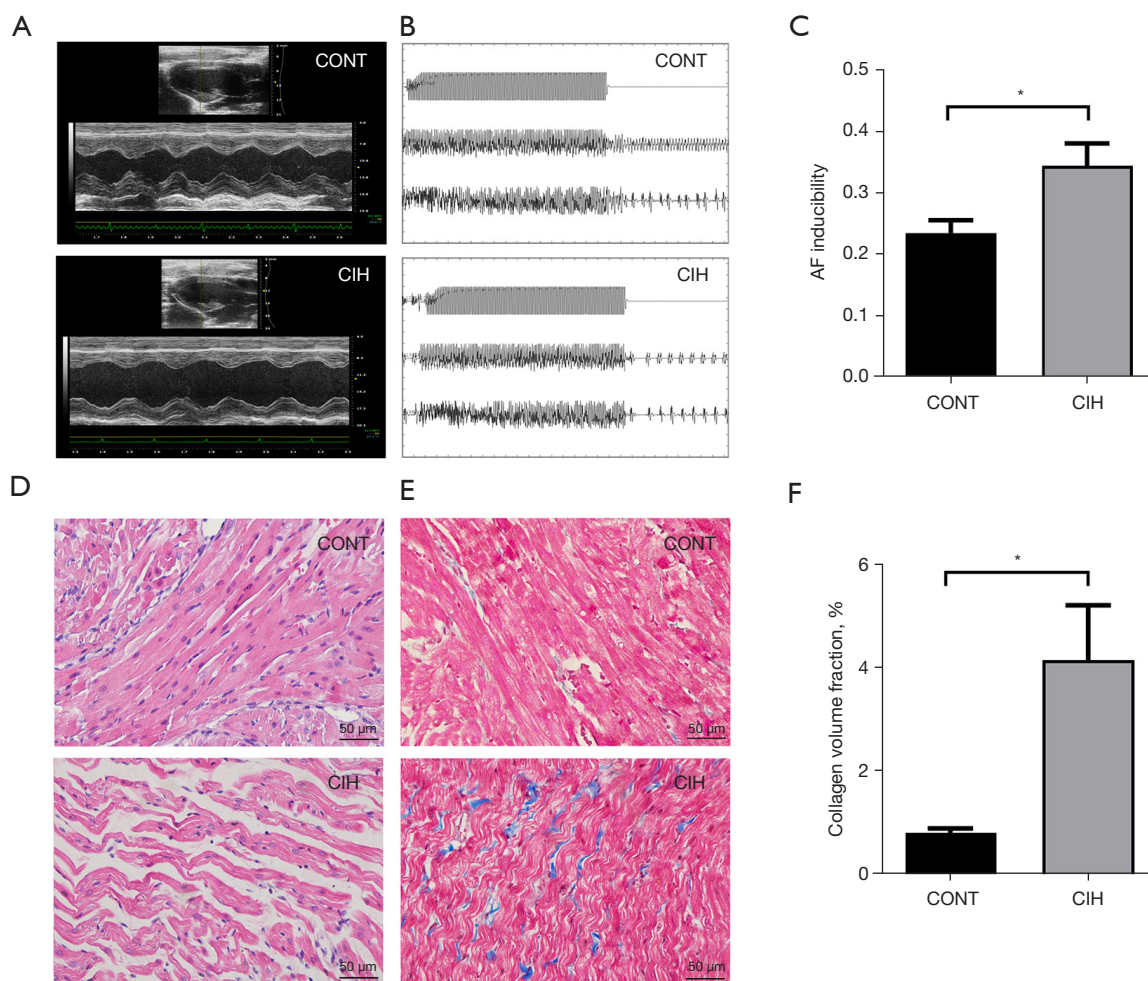 A
CONT
CIH
B
CONT
CIH
C
AF inducibility
0.5
0.4
0.3
0.2
0.1
0.0
*
CONT
CIH
D
CONT
50 µm
CIH
50 µm
E
CONT
50 µm
CIH
50 µm
F
Collagen volume fraction, %
6
4
2
0
*
CONT
CIH